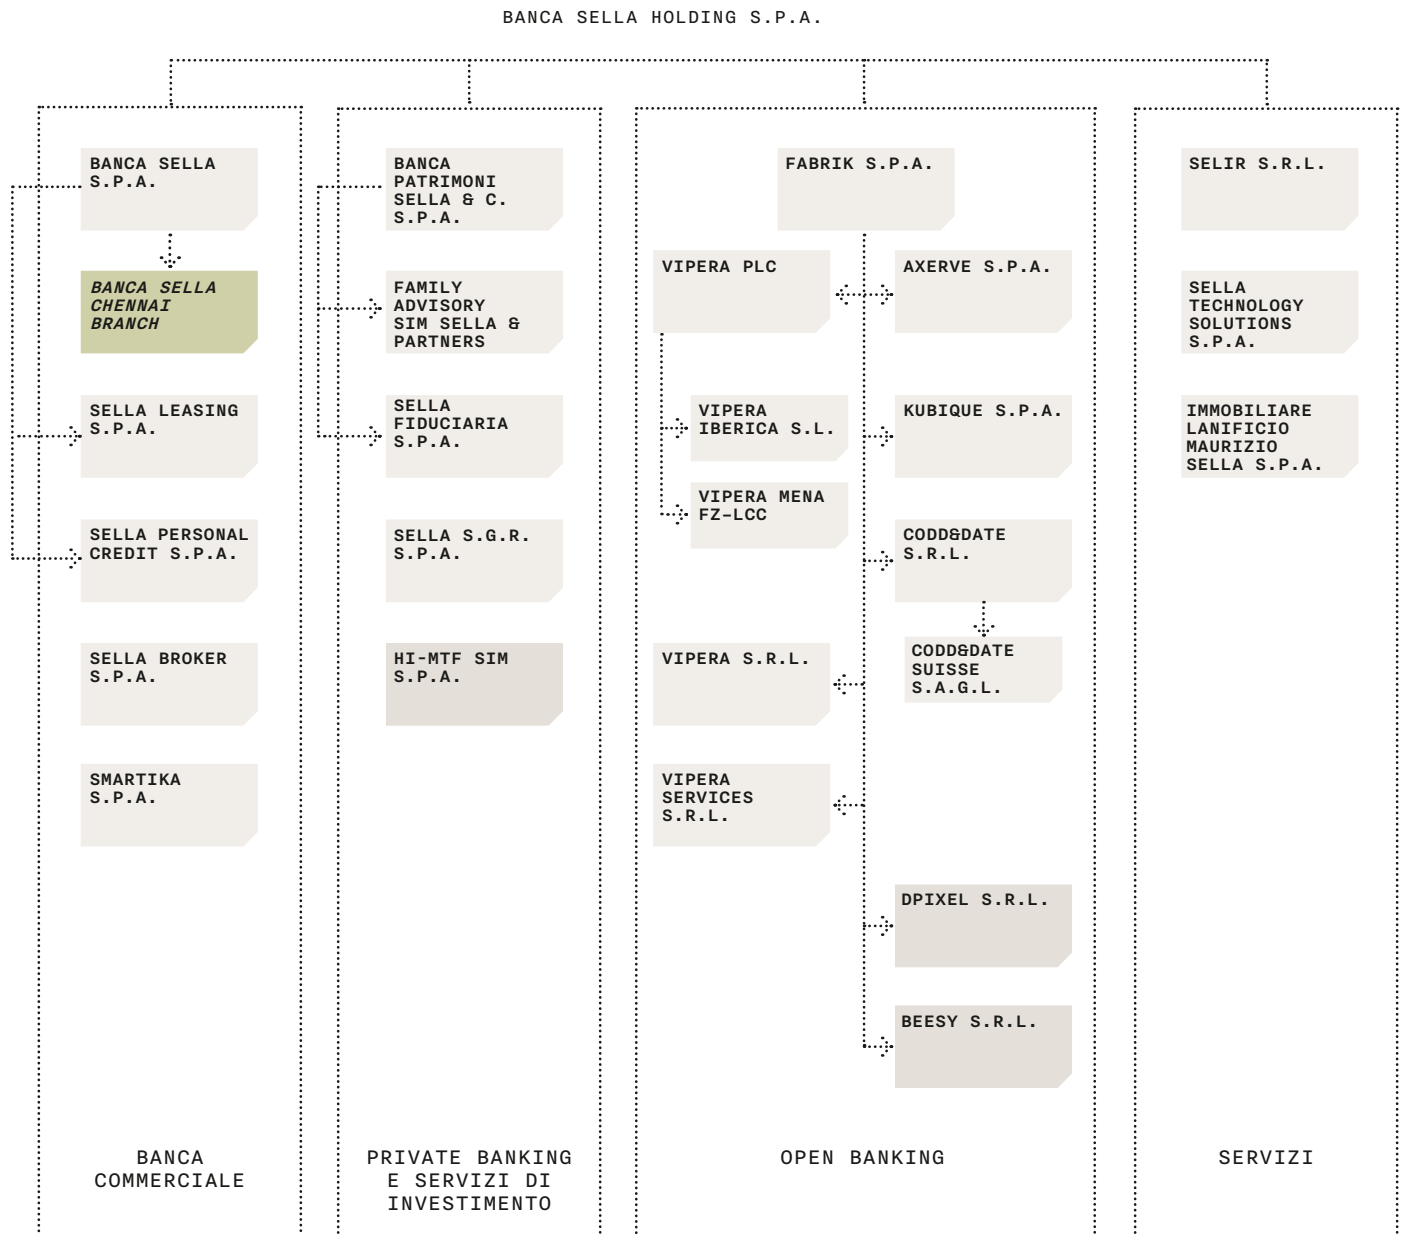 BANCA SELLA HOLDING S.P.A.
BANCA SELLA
S.P.A.
BANCA SELLA
CHENNAI
BRANCH
SELLA LEASING
S.P.A.
SELLA PERSONAL
CREDIT S.P.A.
SELLA BROKER
S.P.A.
SMARTIKA
S.P.A.
BANCA
COMMERCIALE
BANCA
PATRIMONI
SELLA & C.
S.P.A.
FAMILY
ADVISORY
SIM SELLA &
PARTNERS
SELLA
FIDUCIARIA
S.P.A.
SELLA S.G.R.
S.P.A.
HI-MTF SIM
S.P.A.
PRIVATE BANKING
E SERVIZI DI
INVESTIMENTO
FABRIK S.P.A.
VIPERA PLC
AXERVE S.P.A.
VIPERA
IBERICA S.L.
KUBIQUE S.P.A.
VIPERA MENA
FZ-LCC
CODD&DATE
S.R.L.
CODD&DATE
SUISSE
S.A.G.L.
VIPERA S.R.L.
VIPERA
SERVICES
S.R.L.
DPIXEL S.R.L.
BEESY S.R.L.
OPEN BANKING
SELIR S.R.L.
SELLA
TECHNOLOGY
SOLUTIONS
S.P.A.
IMMOBILIARE
LANIFICIO
MAURIZIO
SELLA S.P.A.
SERVIZI